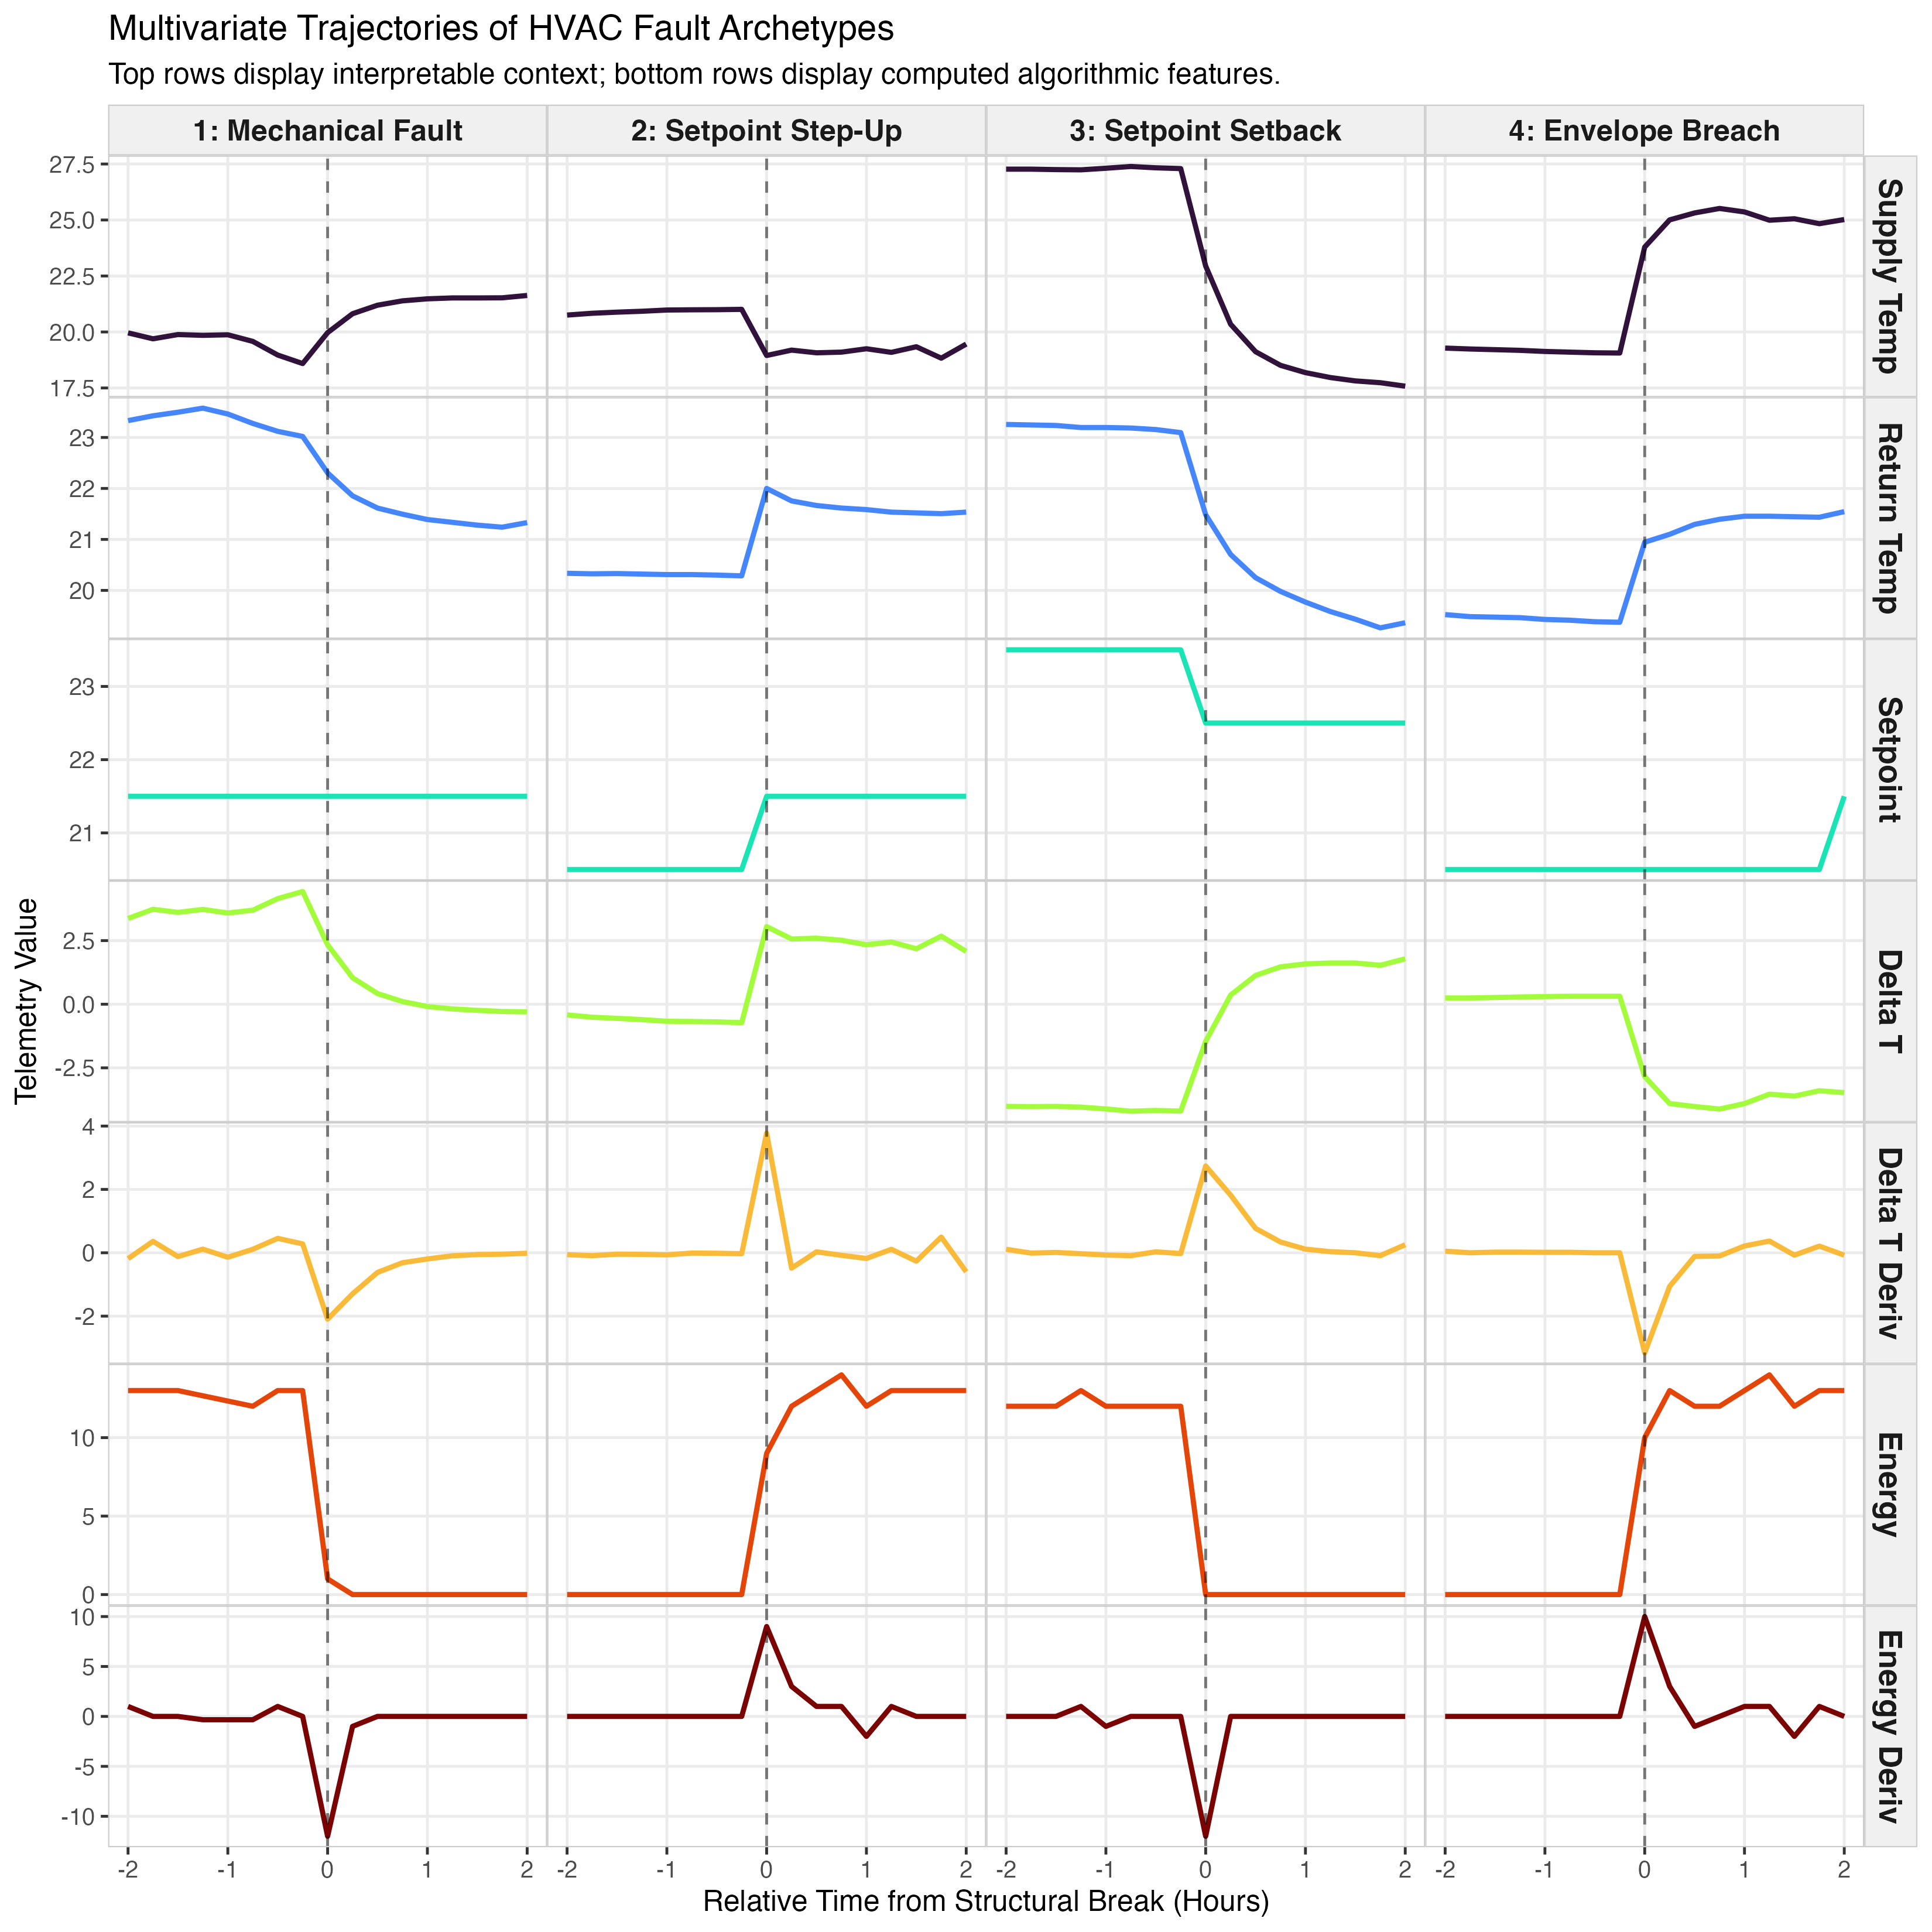 Multivariate Trajectories of HVAC Fault Archetypes
Top rows display interpretable context; bottom rows display computed algorithmic features.
1: Mechanical Fault
2: Setpoint Step-Up
3: Setpoint Setback
4: Envelope Breach
27.5
25.0
22.5
20.0
17.5
Supply Temp
23
22
21
20
Return Temp
23
22
21
Setpoint
2.5
0.0
-2.5
Delta T
4
2
0
-2
Delta T Deriv
10
5
0
Energy
10
5
0
-5
-10
Energy Deriv
Telemetry Value
-2 -1 0 1 2 -2 -1 0 1 2 -2 -1 0 1 2 -2 -1 0 1 2
Relative Time from Structural Break (Hours)